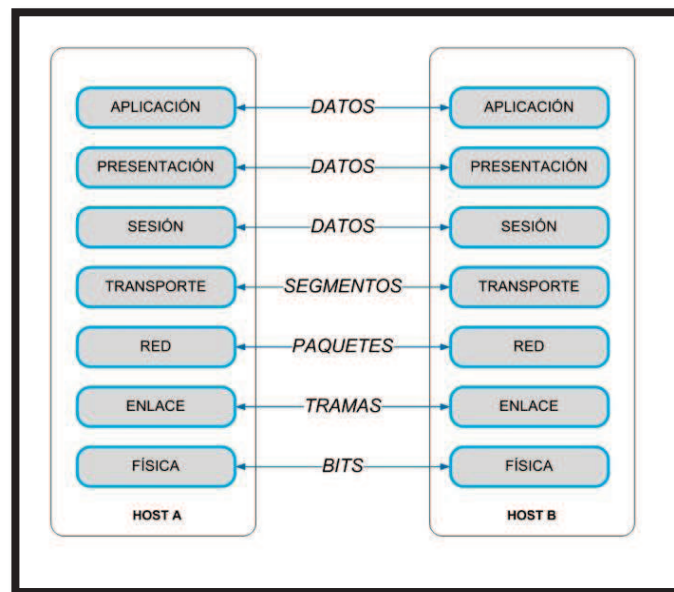 APLICACIÓN DATOS APLICACIÓN
PRESENTACIÓN DATOS PRESENTACIÓN
SESIÓN DATOS SESIÓN
TRANSPORTE SEGMENTOS TRANSPORTE
RED PAQUETES RED
ENLACE TRAMAS ENLACE
FÍSICA BITS FÍSICA
HOST A HOST B